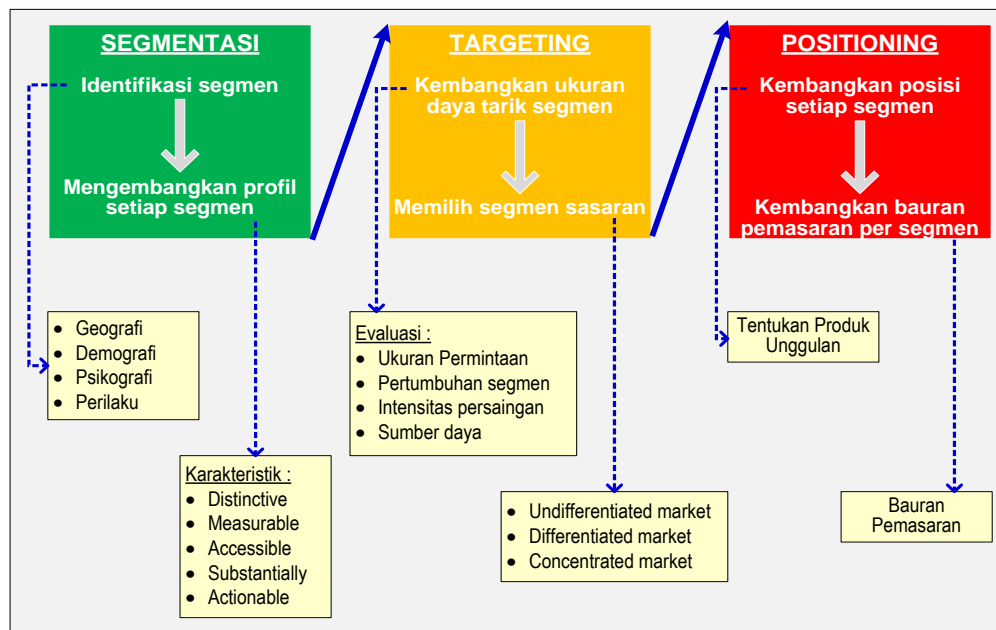 SEGMENTASI
Identifikasi segmen
Mengembangkan profil
setiap segmen
TARGETING
Kembangkan ukuran
daya tarik segmen
Memilih segmen sasaran
POSITIONING
Kembangkan posisi
setiap segmen
Kembangkan bauran
pemasaran per segmen
• Geografi
• Demografi
• Psikografi
• Perilaku
Karakteristik :
• Distinctive
• Measurable
• Accessible
• Substantially
• Actionable
Evaluasi :
• Ukuran Permintaan
• Pertumbuhan segmen
• Intensitas persaingan
• Sumber daya
• Undifferentiated market
• Differentiated market
• Concentrated market
Tentukan Produk
Unggulan
Bauran
Pemasaran